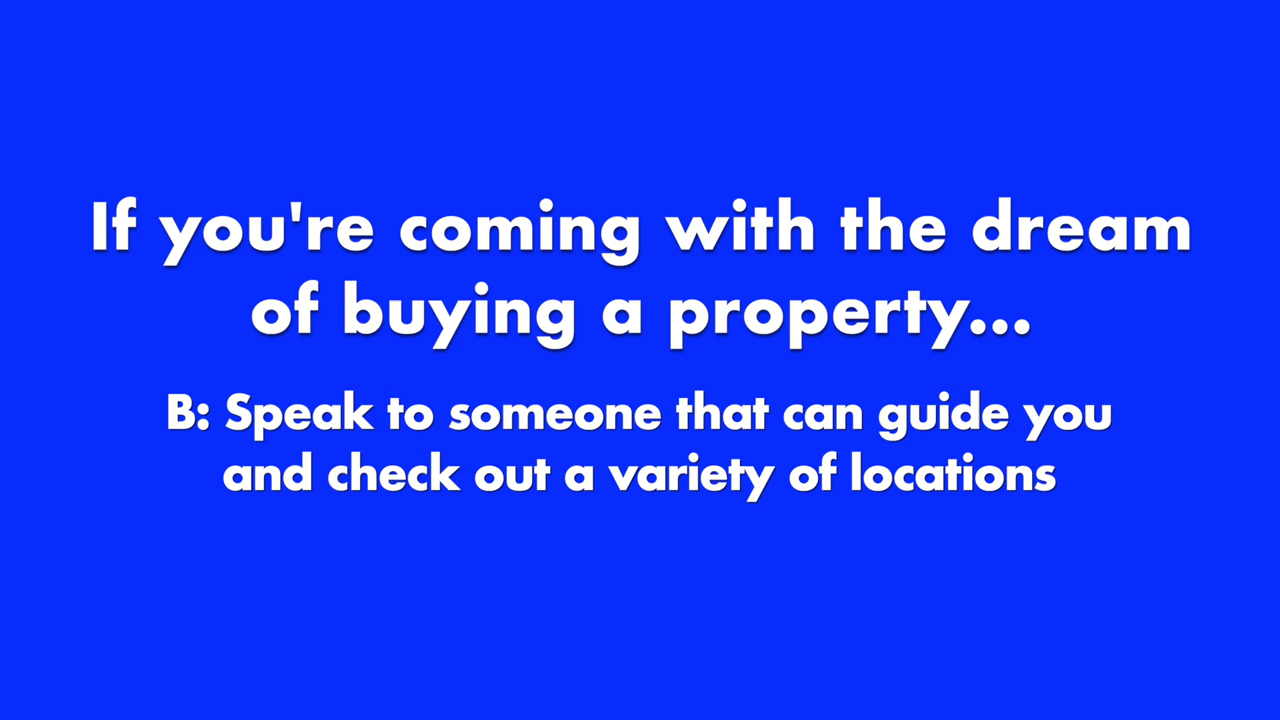 If you're coming with the dream
of buying a property...
B: Speak to someone that can guide you
and check out a variety of locations